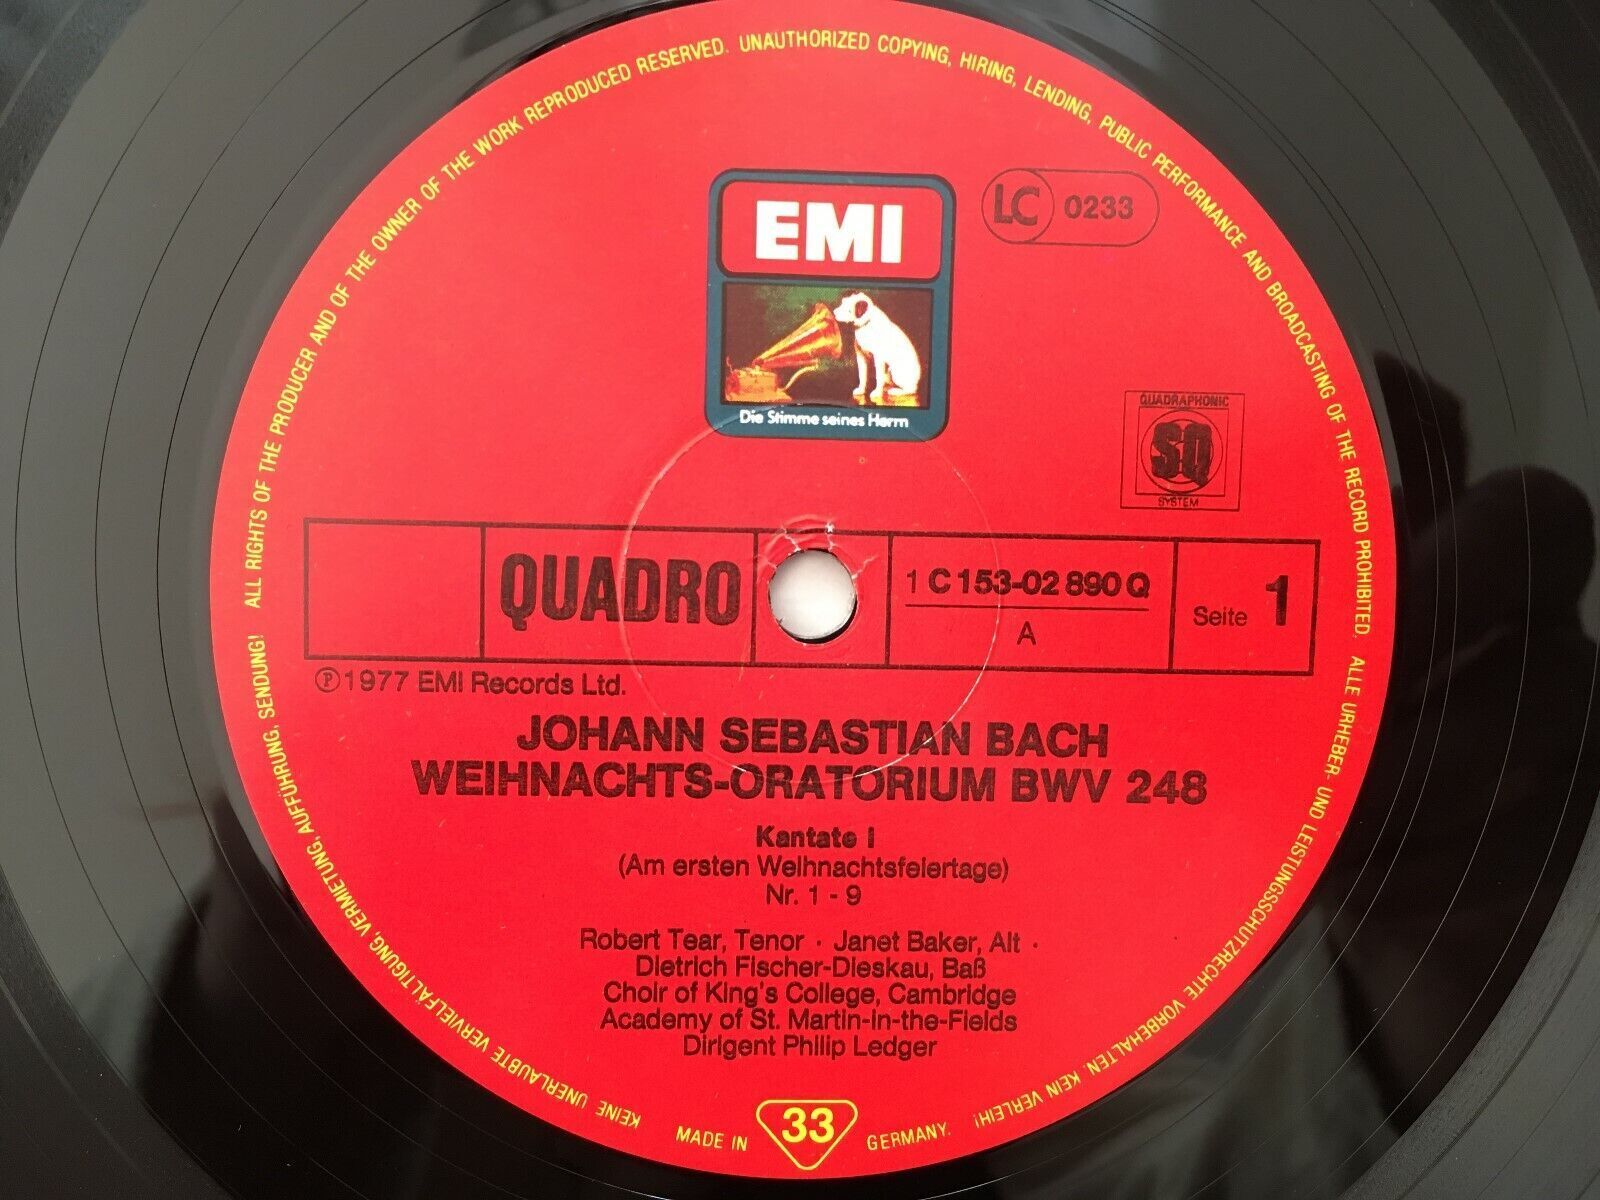 ALL RIGHTS OF THE PRODUCER AND OF THE OWNER OF THE WORK REPRODUCED RESERVED. UNAUTHORIZED COPYING, HIRING, LENDING, PUBLIC PERFORMANCE AND BROADCASTING OF THE RECORD PROHIBITED.
ALLE URHEBER- UND LEISTUNGSSCHUTZRECHTE VORBEHALTEN. KEIN VERLEIH! KEINE UNERLAUBTE VERVIELFÄLTIGUNG, VERMIETUNG, AUFFÜHRUNG, SENDUNG!
EMI
Die Stimme seines Herrn
LC 0233
QUADRAPHONIC
SQ
SYSTEM
QUADRO
1 C 153-02 890 Q
A
Seite 1
Ⓟ 1977 EMI Records Ltd.
JOHANN SEBASTIAN BACH
WEIHNACHTS-ORATORIUM BWV 248
Kantate I
(Am ersten Weihnachtsfeiertage)
Nr. 1 - 9
Robert Tear, Tenor · Janet Baker, Alt ·
Dietrich Fischer-Dieskau, Baß
Choir of King's College, Cambridge
Academy of St. Martin-in-the-Fields
Dirigent Philip Ledger
MADE IN 33 GERMANY.